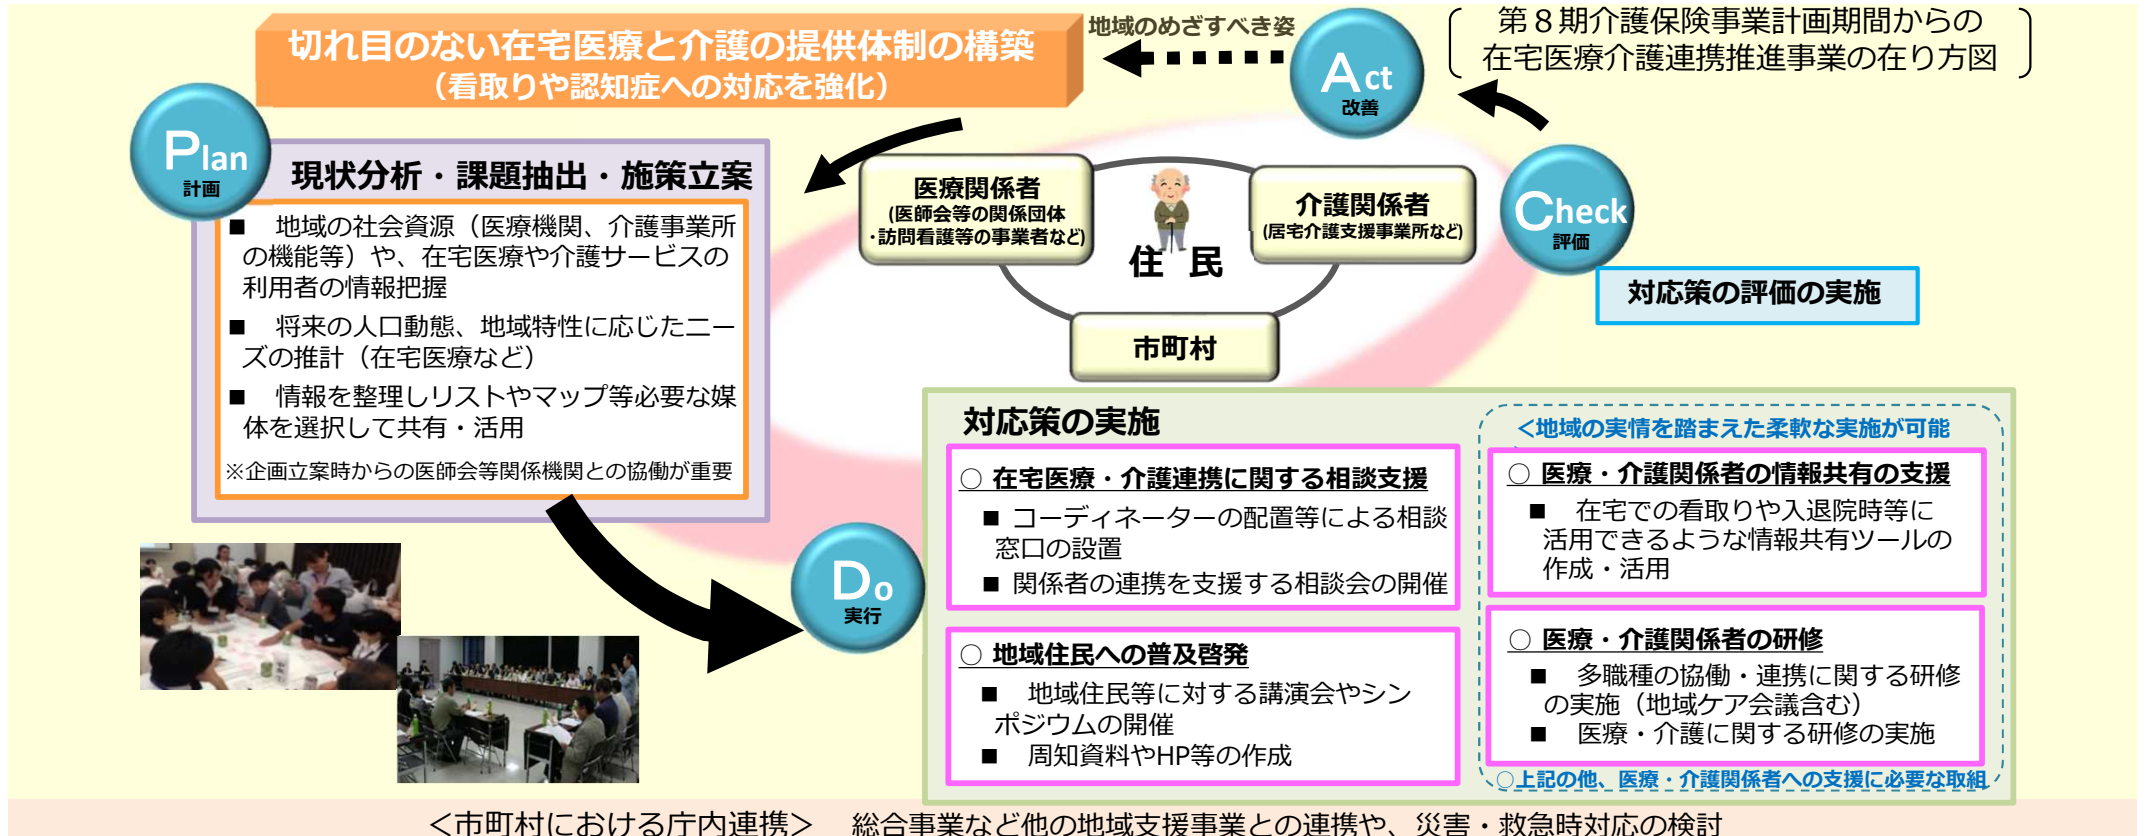 切れ目のない在宅医療と介護の提供体制の構築
（看取りや認知症への対応を強化）
地域のめざすべき姿
Act
改善
第８期介護保険事業計画期間からの
在宅医療介護連携推進事業の在り方図
Plan
計画
現状分析・課題抽出・施策立案
■ 地域の社会資源（医療機関、介護事業所
の機能等）や、在宅医療や介護サービスの
利用者の情報把握
■ 将来の人口動態、地域特性に応じたニー
ズの推計（在宅医療など）
■ 情報を整理しリストやマップ等必要な媒
体を選択して共有・活用
※企画立案時からの医師会等関係機関との協働が重要
医療関係者
(医師会等の関係団体
・訪問看護等の事業者など)
住 民
介護関係者
(居宅介護支援事業所など)
市町村
Check
評価
対応策の評価の実施
Do
実行
対応策の実施
○ 在宅医療・介護連携に関する相談支援
■ コーディネーターの配置等による相談
窓口の設置
■ 関係者の連携を支援する相談会の開催
○ 地域住民への普及啓発
■ 地域住民等に対する講演会やシン
ポジウムの開催
■ 周知資料やHP等の作成
<地域の実情を踏まえた柔軟な実施が可能
○ 医療・介護関係者の情報共有の支援
■ 在宅での看取りや入退院時等に
活用できるような情報共有ツールの
作成・活用
○ 医療・介護関係者の研修
■ 多職種の協働・連携に関する研修
の実施（地域ケア会議含む）
■ 医療・介護に関する研修の実施
○上記の他、医療・介護関係者への支援に必要な取組
＜市町村における庁内連携＞ 総合事業など他の地域支援事業との連携や、災害・救急時対応の検討